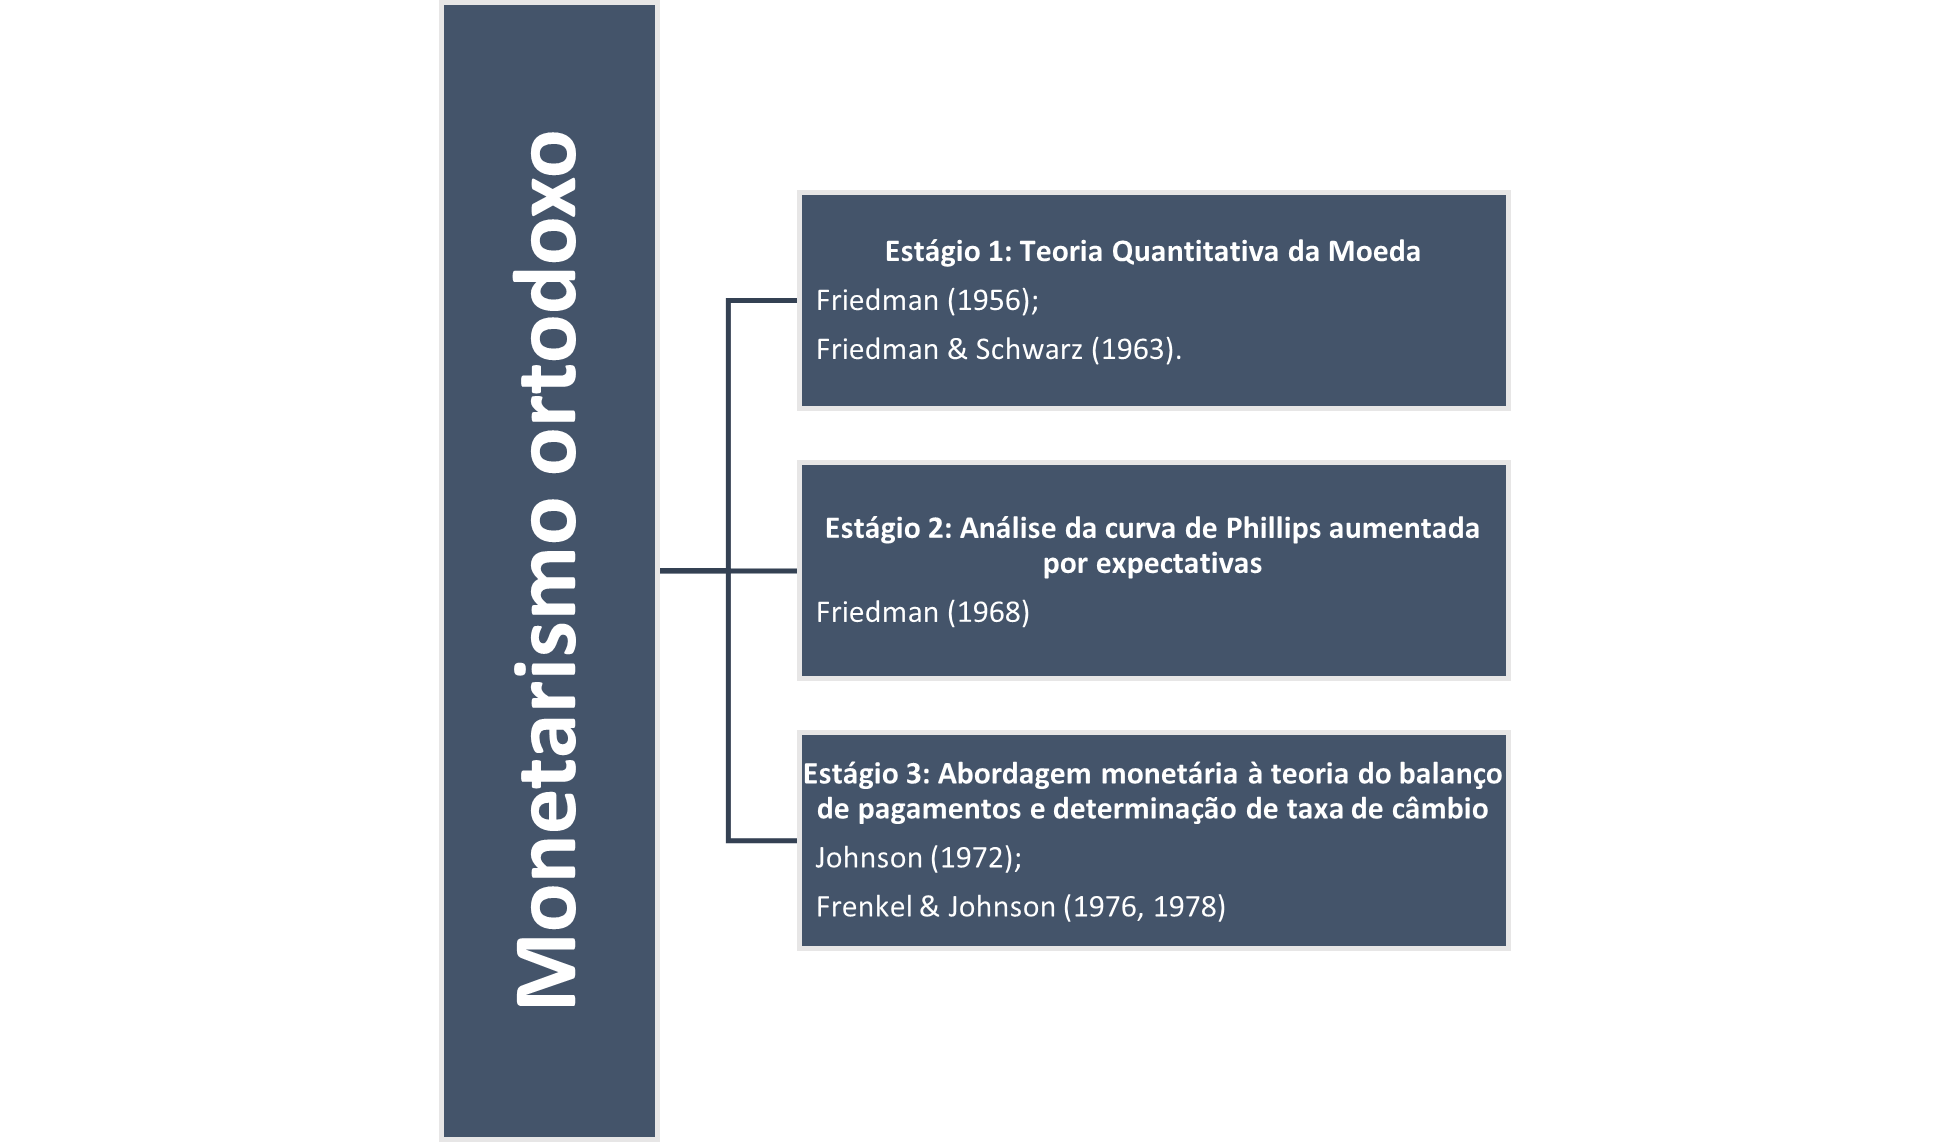 Monetarismo ortodoxo
Estágio 1: Teoria Quantitativa da Moeda
Friedman (1956);
Friedman & Schwarz (1963).
Estágio 2: Análise da curva de Phillips aumentada
por expectativas
Friedman (1968)
Estágio 3: Abordagem monetária à teoria do balanço
de pagamentos e determinação de taxa de câmbio
Johnson (1972);
Frenkel & Johnson (1976, 1978)